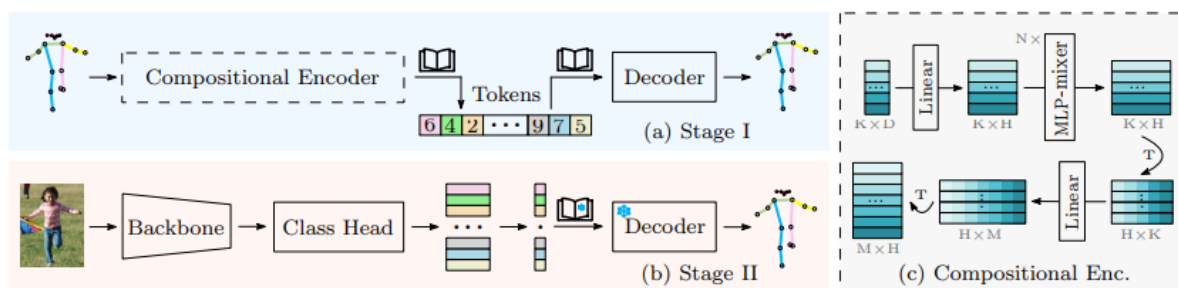 Compositional Encoder
Tokens
6 4 2 ··· 9 7 5
Decoder
(a) Stage I
Backbone
Class Head
···
·
Decoder
(b) Stage II
K×D
Linear
···
K×H
N×
MLP-mixer
···
K×H
T
H×K
Linear
H×M
T
···
M×H
(c) Compositional Enc.